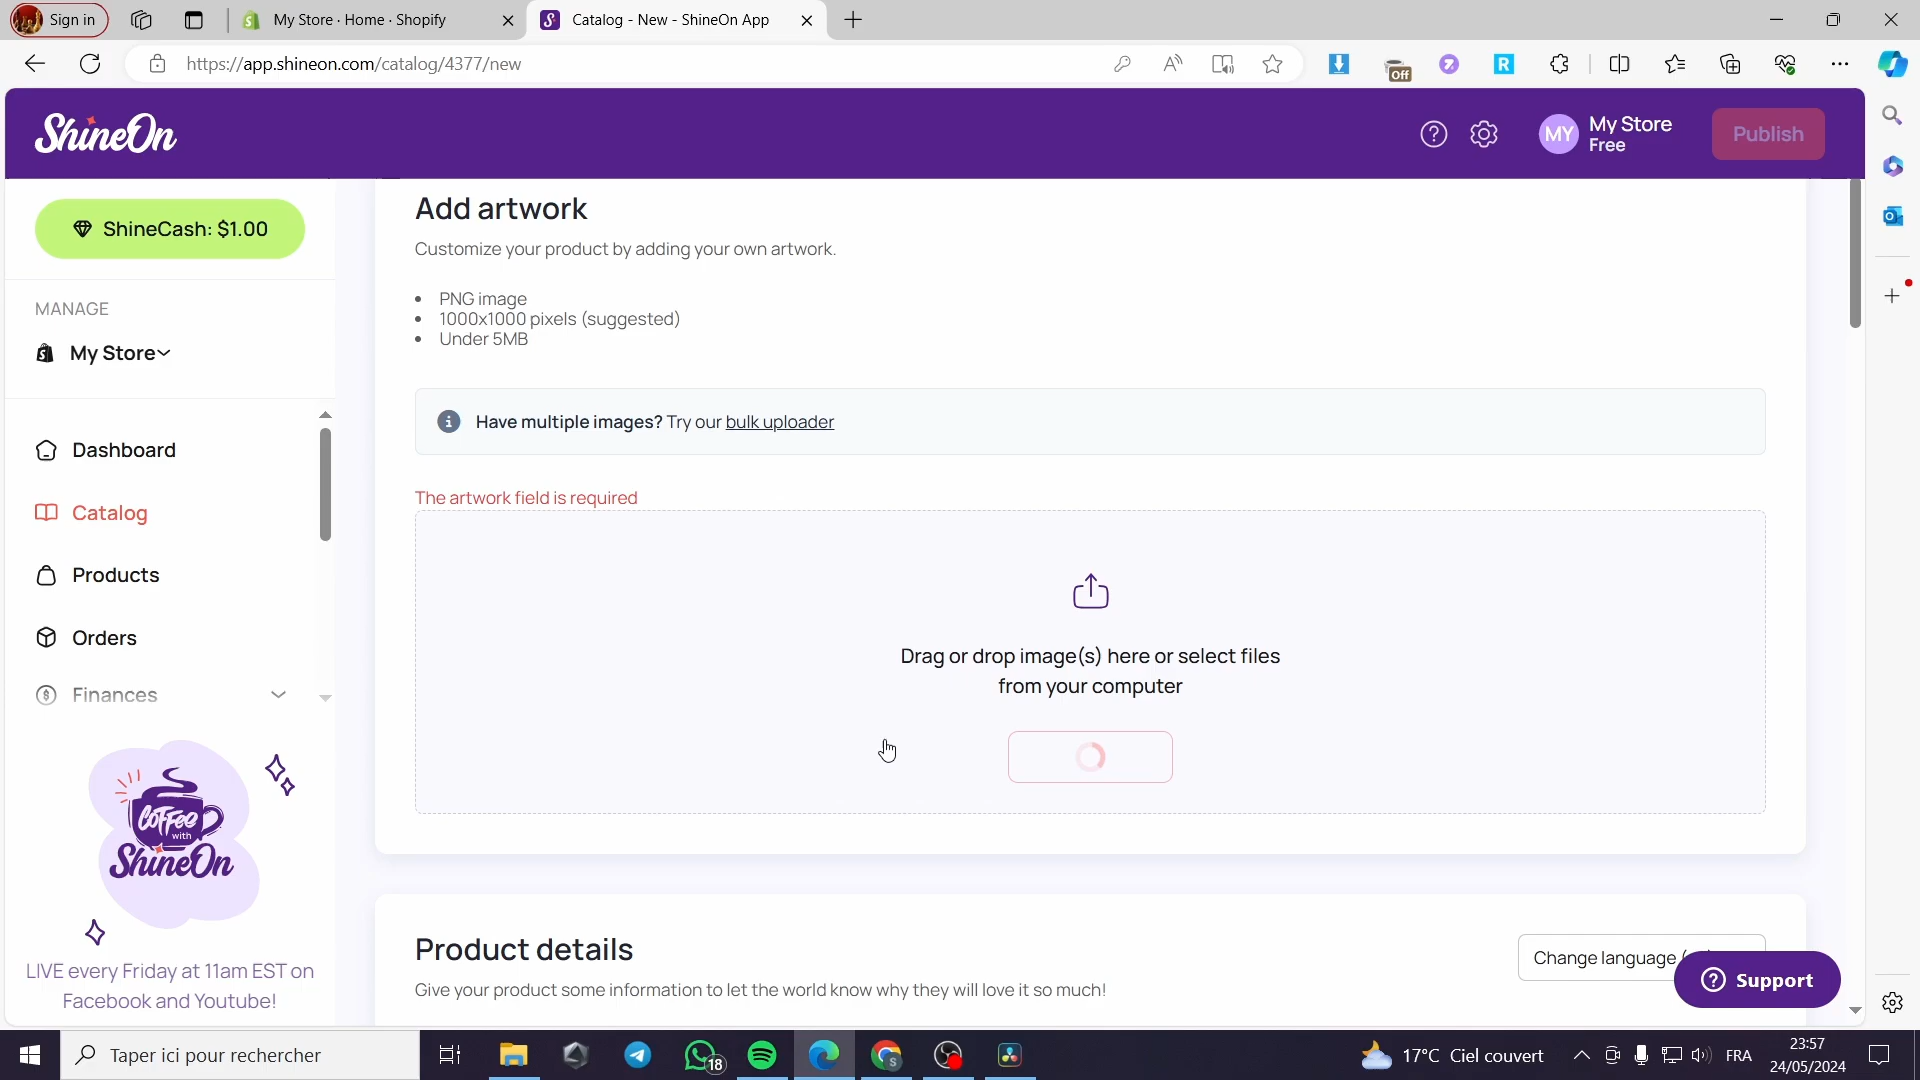 Sign in
My Store · Home · Shopify
Catalog - New - ShineOn App
https://app.shineon.com/catalog/4377/new
Off
ShineOn
MY
My Store
Free
Publish
ShineCash: $1.00
MANAGE
My Store
Dashboard
Catalog
Products
Orders
Finances
COFFEE
with
ShineOn
LIVE every Friday at 11am EST on
Facebook and Youtube!
Add artwork
Customize your product by adding your own artwork.
• PNG image
• 1000x1000 pixels (suggested)
• Under 5MB
Have multiple images? Try our bulk uploader
The artwork field is required
Drag or drop image(s) here or select files
from your computer
Product details
Give your product some information to let the world know why they will love it so much!
Change language
Support
Taper ici pour rechercher
18
17°C Ciel couvert
FRA
23:57
24/05/2024